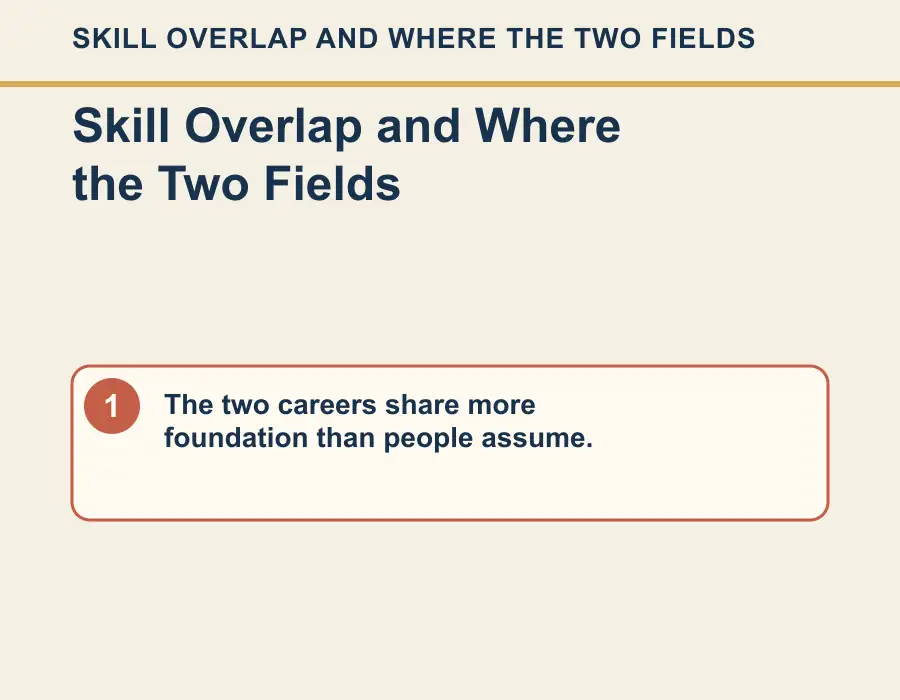 SKILL OVERLAP AND WHERE THE TWO FIELDS
Skill Overlap and Where
the Two Fields
1
The two careers share more
foundation than people assume.